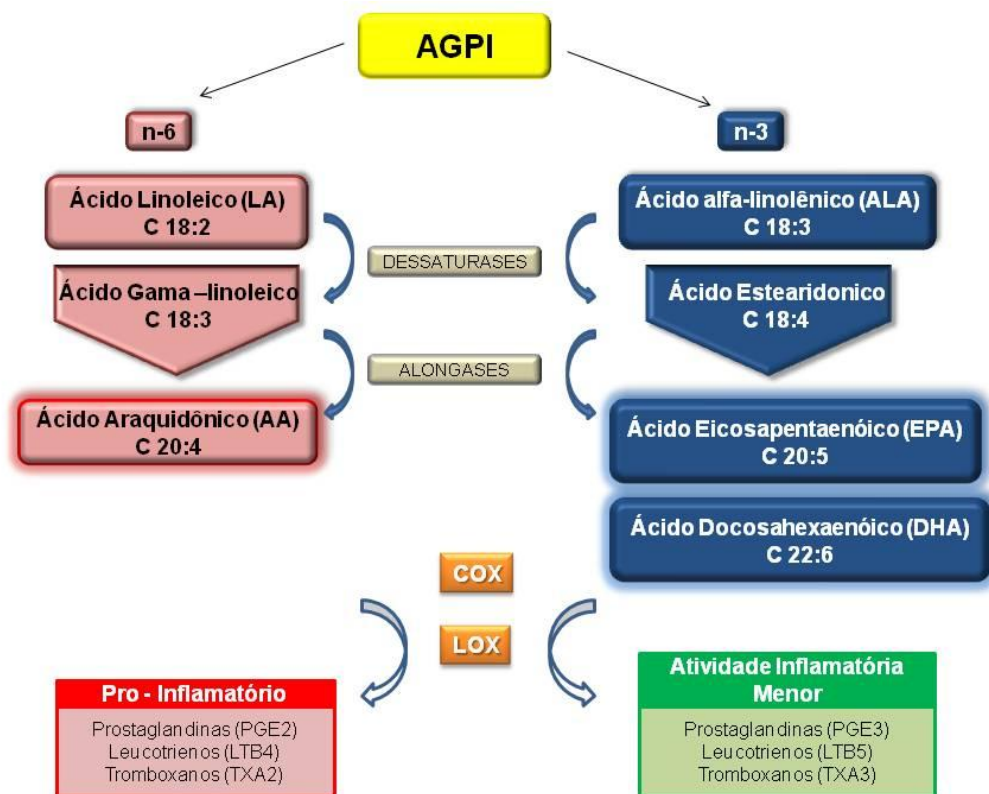 AGPI
n-6
n-3
Ácido Linoleico (LA)
C 18:2
Ácido alfa-linolênico (ALA)
C 18:3
DESSATURASES
Ácido Gama –linoleico
C 18:3
Ácido Estearidonico
C 18:4
ALONGASES
Ácido Araquidônico (AA)
C 20:4
Ácido Eicosapentaenóico (EPA)
C 20:5
Ácido Docosahexaenóico (DHA)
C 22:6
COX
LOX
Pro - Inflamatório
Prostaglandinas (PGE2)
Leucotrienos (LTB4)
Tromboxanos (TXA2)
Atividade Inflamatória
Menor
Prostaglandinas (PGE3)
Leucotrienos (LTB5)
Tromboxanos (TXA3)